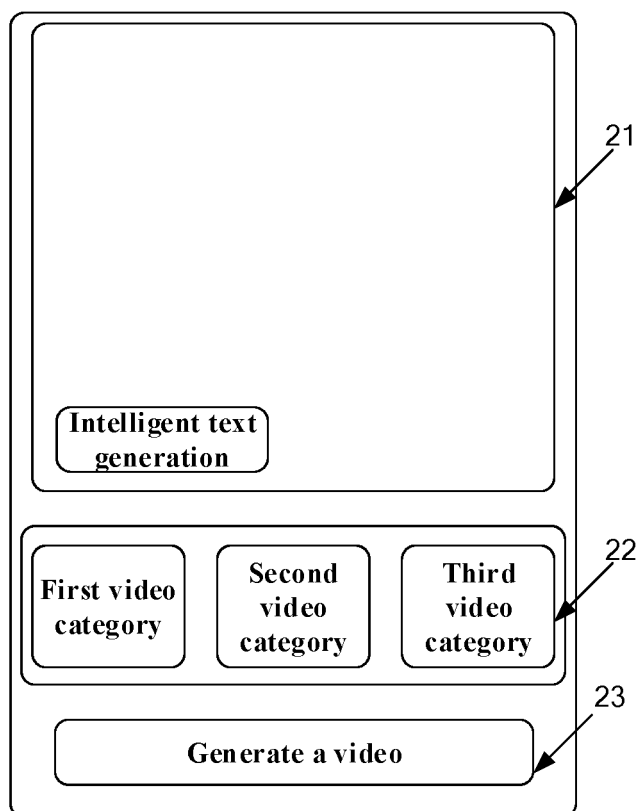 21
Intelligent text
generation
22
First video
category
Second
video
category
Third
video
category
23
Generate a video